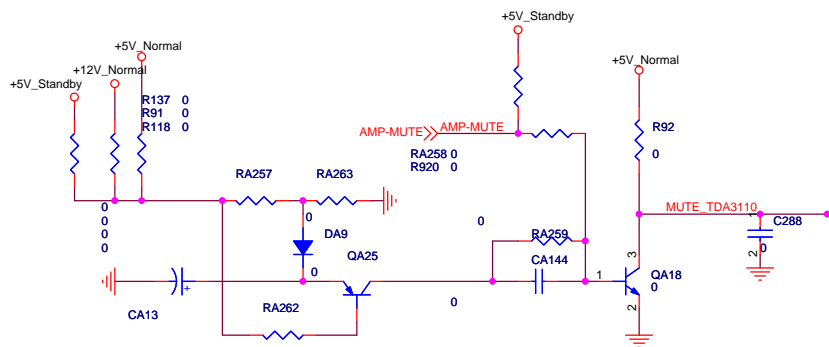 +5V_Standby
+5V_Normal
+5V_Normal
+12V_Normal
+5V_Standby
R137 0
R91 0
R118 0
R92
0
AMP-MUTE
AMP-MUTE
RA258 0
R920 0
RA257
RA263
0
0
0
0
0
DA9
0
QA25
0
RA259
CA144
0
MUTE_TDA3110
1
C288
0
2
3
1
QA18
0
2
CA13
+
RA262